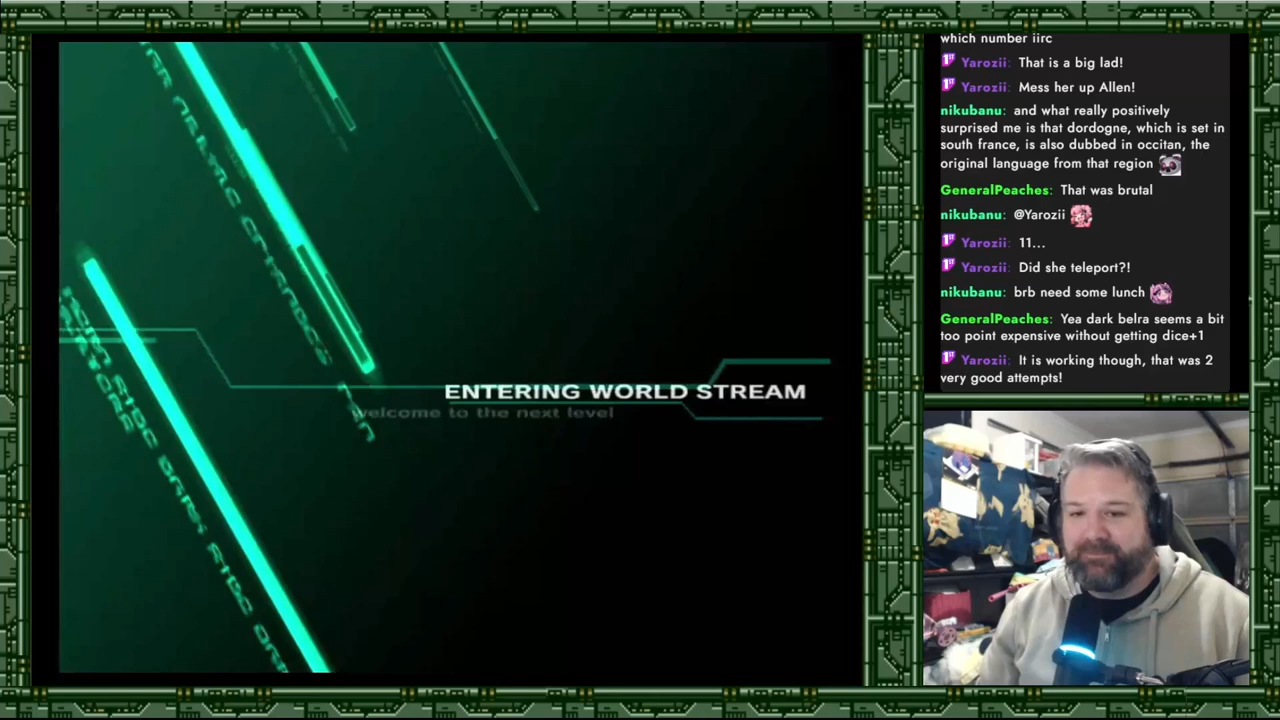 ENTERING WORLD STREAM
welcome to the next level
which number iirc
Yarozii: That is a big lad!
Yarozii: Mess her up Allen!
nikubanu: and what really positively
surprised me is that dordogne, which is set in
south france, is also dubbed in occitan, the
original language from that region
GeneralPeaches: That was brutal
nikubanu: @Yarozii
Yarozii: 11...
Yarozii: Did she teleport?!
nikubanu: brb need some lunch
GeneralPeaches: Yea dark belra seems a bit
too point expensive without getting dice+1
Yarozii: It is working though, that was 2
very good attempts!